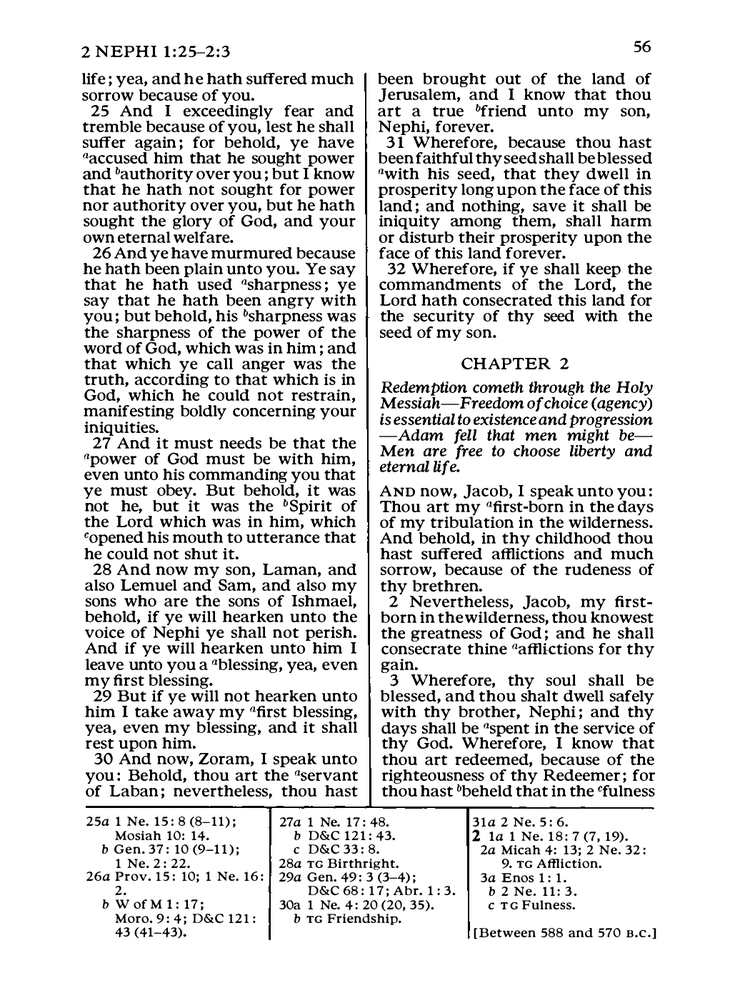 2 NEPHI 1:25–2:3
56
life; yea, and he hath suffered much
sorrow because of you.
25 And I exceedingly fear and
tremble because of you, lest he shall
suffer again; for behold, ye have
aaccused him that he sought power
and bauthority over you; but I know
that he hath not sought for power
nor authority over you, but he hath
sought the glory of God, and your
own eternal welfare.
26 And ye have murmured because
he hath been plain unto you. Ye say
that he hath used asharpness; ye
say that he hath been angry with
you; but behold, his bsharpness was
the sharpness of the power of the
word of God, which was in him; and
that which ye call anger was the
truth, according to that which is in
God, which he could not restrain,
manifesting boldly concerning your
iniquities.
27 And it must needs be that the
apower of God must be with him,
even unto his commanding you that
ye must obey. But behold, it was
not he, but it was the bSpirit of
the Lord which was in him, which
copened his mouth to utterance that
he could not shut it.
28 And now my son, Laman, and
also Lemuel and Sam, and also my
sons who are the sons of Ishmael,
behold, if ye will hearken unto the
voice of Nephi ye shall not perish.
And if ye will hearken unto him I
leave unto you a ablessing, yea, even
my first blessing.
29 But if ye will not hearken unto
him I take away my afirst blessing,
yea, even my blessing, and it shall
rest upon him.
30 And now, Zoram, I speak unto
you: Behold, thou art the aservant
of Laban; nevertheless, thou hast
been brought out of the land of
Jerusalem, and I know that thou
art a true bfriend unto my son,
Nephi, forever.
31 Wherefore, because thou hast
been faithful thy seed shall be blessed
awith his seed, that they dwell in
prosperity long upon the face of this
land; and nothing, save it shall be
iniquity among them, shall harm
or disturb their prosperity upon the
face of this land forever.
32 Wherefore, if ye shall keep the
commandments of the Lord, the
Lord hath consecrated this land for
the security of thy seed with the
seed of my son.
CHAPTER 2
Redemption cometh through the Holy
Messiah—Freedom of choice (agency)
is essential to existence and progression
—Adam fell that men might be—
Men are free to choose liberty and
eternal life.
AND now, Jacob, I speak unto you:
Thou art my afirst-born in the days
of my tribulation in the wilderness.
And behold, in thy childhood thou
hast suffered afflictions and much
sorrow, because of the rudeness of
thy brethren.
2 Nevertheless, Jacob, my first-
born in the wilderness, thou knowest
the greatness of God; and he shall
consecrate thine aafflictions for thy
gain.
3 Wherefore, thy soul shall be
blessed, and thou shalt dwell safely
with thy brother, Nephi; and thy
days shall be aspent in the service of
thy God. Wherefore, I know that
thou art redeemed, because of the
righteousness of thy Redeemer; for
thou hast bbeheld that in the cfulness
25a 1 Ne. 15: 8 (8–11);
Mosiah 10: 14.
b Gen. 37: 10 (9–11);
1 Ne. 2: 22.
26a Prov. 15: 10; 1 Ne. 16:
2.
b W of M 1: 17;
Moro. 9: 4; D&C 121:
43 (41–43).
27a 1 Ne. 17: 48.
b D&C 121: 43.
c D&C 33: 8.
28a TG Birthright.
29a Gen. 49: 3 (3–4);
D&C 68: 17; Abr. 1: 3.
30a 1 Ne. 4: 20 (20, 35).
b TG Friendship.
31a 2 Ne. 5: 6.
2 1a 1 Ne. 18: 7 (7, 19).
2a Micah 4: 13; 2 Ne. 32:
9. TG Affliction.
3a Enos 1: 1.
b 2 Ne. 11: 3.
c TG Fulness.
[Between 588 and 570 B.C.]